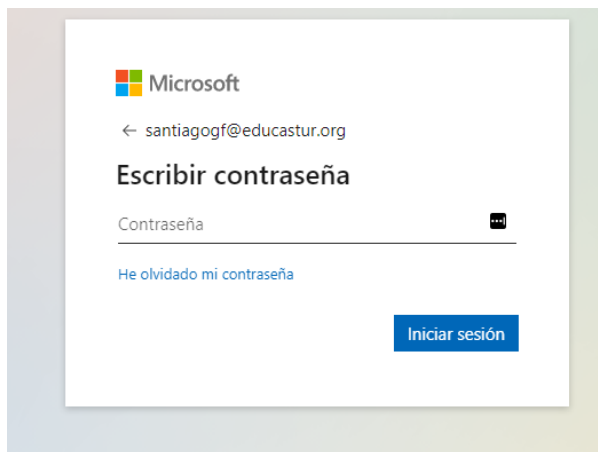 Microsoft
← santiagogf@educastur.org
Escribir contraseña
Contraseña
He olvidado mi contraseña
Iniciar sesión